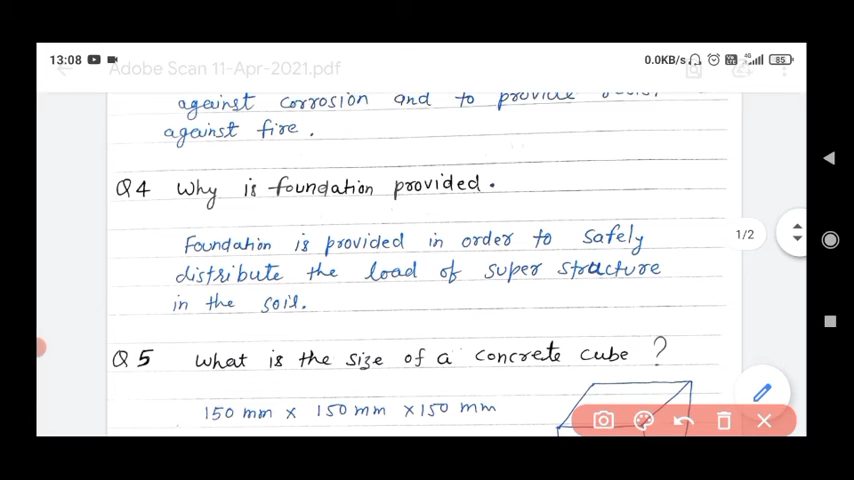 13:08
0.0KB/s 4G 85
Adobe Scan 11-Apr-2021.pdf
against corrosion and to provide
against fire.
Q4 Why is foundation provided.
Foundation is provided in order to safely
1/2
distribute the load of super structure
in the soil.
Q5 What is the size of a concrete cube ?
150 mm x 150 mm x 150 mm